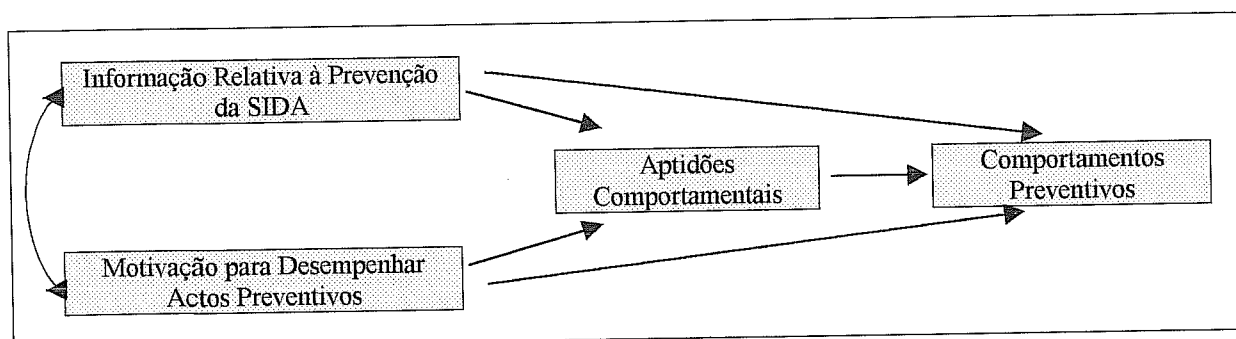 Informação Relativa à Prevenção
da SIDA
Aptidões
Comportamentais
Comportamentos
Preventivos
Motivação para Desempenhar
Actos Preventivos